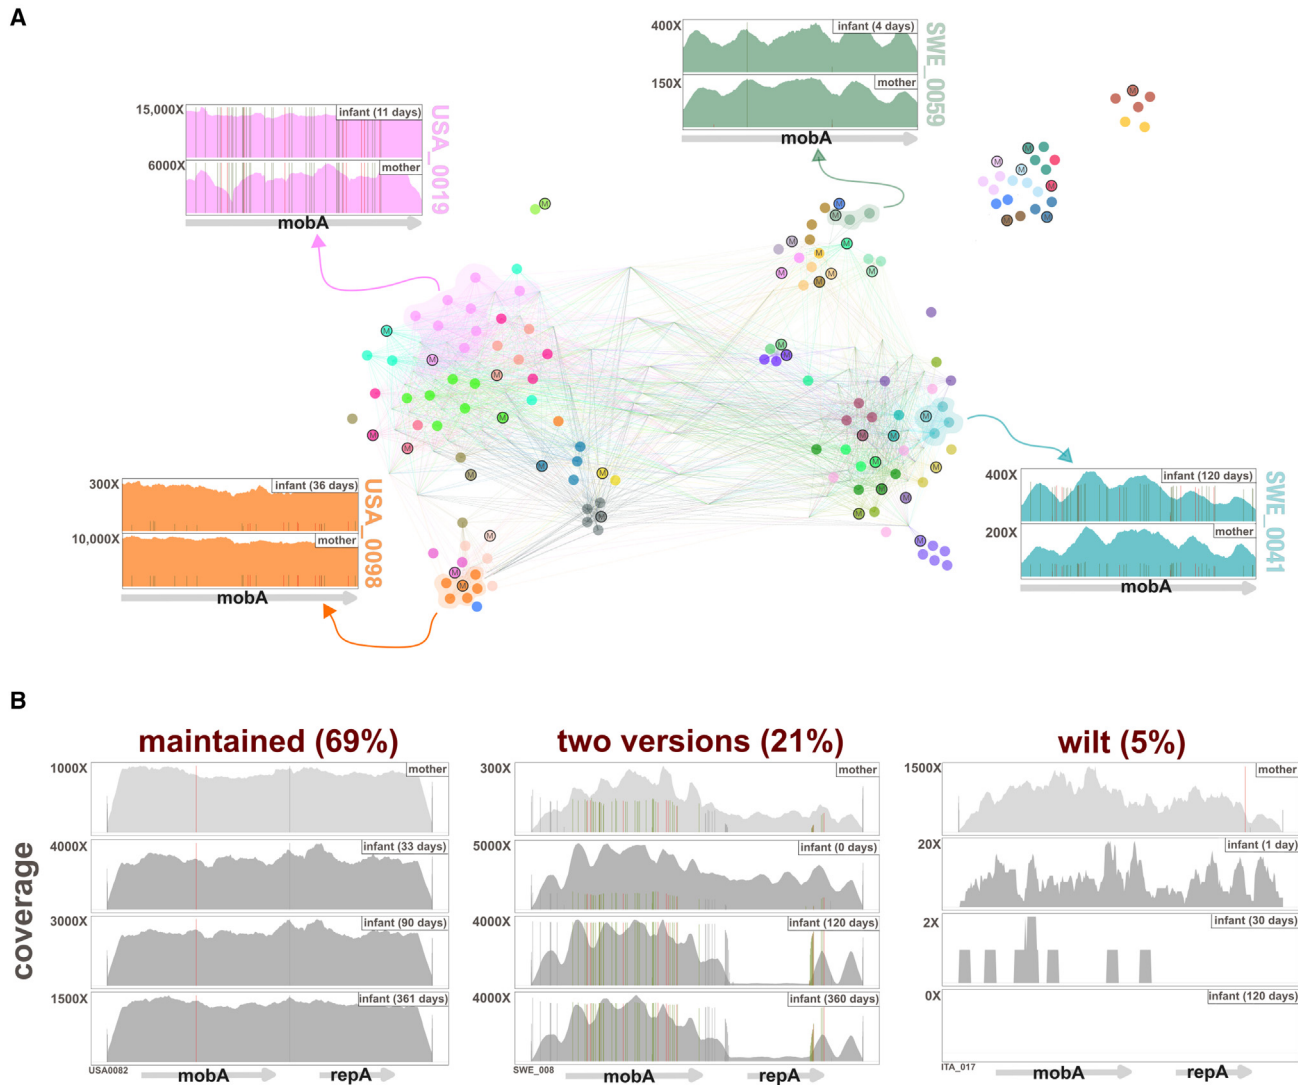 A
400X
infant (4 days)
150X
mother
mobA
SWE_0059
15,000X
infant (11 days)
6000X
mother
mobA
USA_0019
300X
infant (36 days)
10,000X
mother
mobA
USA_0098
400X
infant (120 days)
200X
mother
mobA
SWE_0041
B
coverage
maintained (69%)
1000X
mother
4000X
infant (33 days)
3000X
infant (90 days)
1500X
infant (361 days)
USA0082
mobA
repA
two versions (21%)
300X
mother
5000X
infant (0 days)
4000X
infant (120 days)
4000X
infant (360 days)
SWE_008
mobA
repA
wilt (5%)
1500X
mother
20X
infant (1 day)
2X
infant (30 days)
0X
infant (120 days)
ITA_017
mobA
repA